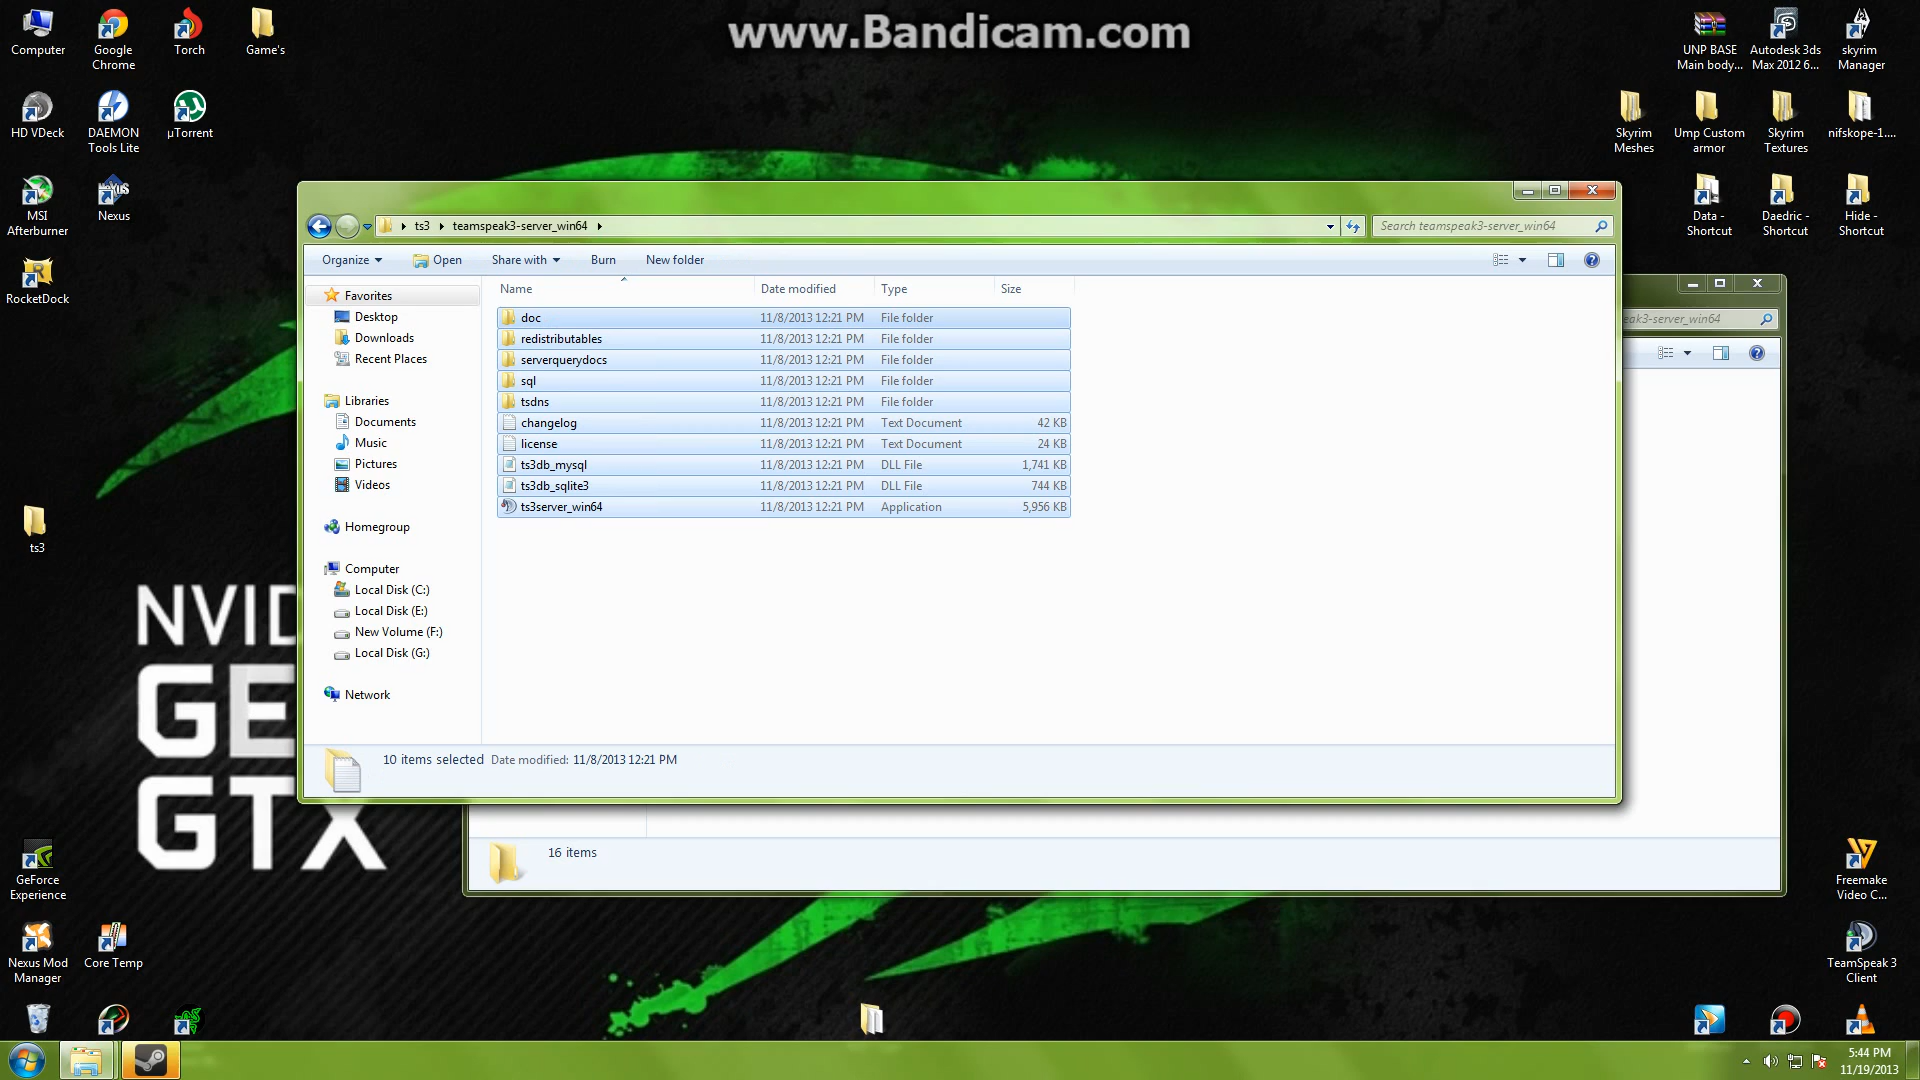 www.Bandicam.com
Computer
Google Chrome
Torch
Game's
UNP BASE Main body...
Autodesk 3ds Max 2012 6...
skyrim Manager
HD VDeck
DAEMON Tools Lite
µTorrent
Skyrim Meshes
Ump Custom armor
Skyrim Textures
nifskope-1....
MSI Afterburner
Nexus
Data - Shortcut
Daedric - Shortcut
Hide - Shortcut
RocketDock
ts3
NVID
GE
GTX
ts3
teamspeak3-server_win64
Search teamspeak3-server_win64
Organize
Open
Share with
Burn
New folder
Favorites
Desktop
Downloads
Recent Places
Libraries
Documents
Music
Pictures
Videos
Homegroup
Computer
Local Disk (C:)
Local Disk (E:)
New Volume (F:)
Local Disk (G:)
Network
Name Date modified Type Size
doc 11/8/2013 12:21 PM File folder
redistributables 11/8/2013 12:21 PM File folder
serverquerydocs 11/8/2013 12:21 PM File folder
sql 11/8/2013 12:21 PM File folder
tsdns 11/8/2013 12:21 PM File folder
changelog 11/8/2013 12:21 PM Text Document 42 KB
license 11/8/2013 12:21 PM Text Document 24 KB
ts3db_mysql 11/8/2013 12:21 PM DLL File 1,741 KB
ts3db_sqlite3 11/8/2013 12:21 PM DLL File 744 KB
ts3server_win64 11/8/2013 12:21 PM Application 5,956 KB
10 items selected Date modified: 11/8/2013 12:21 PM
eak3-server_win64
16 items
GeForce Experience
Freemake Video C...
Nexus Mod Manager
Core Temp
TeamSpeak 3 Client
5:44 PM
11/19/2013